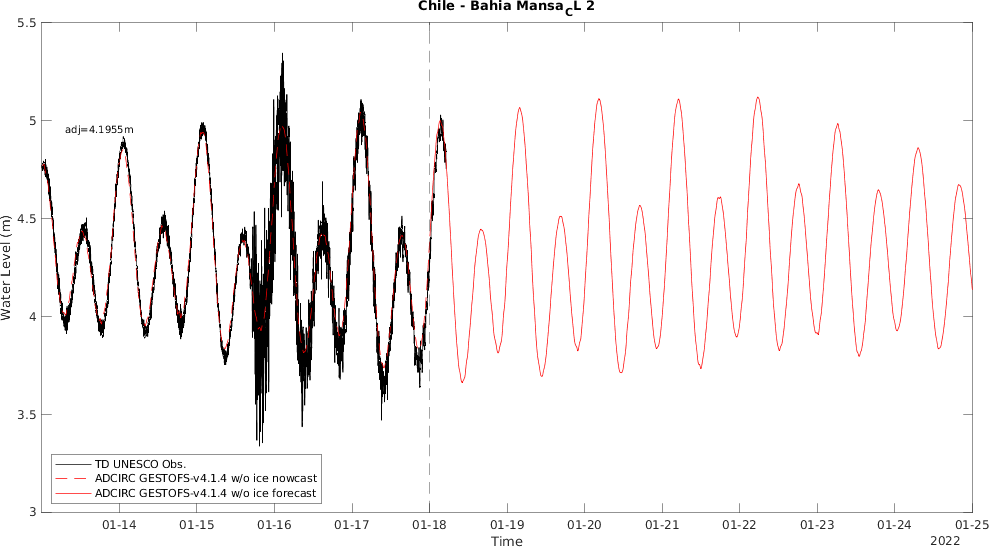 Chile - Bahia Mansa_CL 2
5.5
5
4.5
4
3.5
3
Water Level (m)
adj=4.1955m
TD UNESCO Obs.
ADCIRC GESTOFS-v4.1.4 w/o ice nowcast
ADCIRC GESTOFS-v4.1.4 w/o ice forecast
01-14 01-15 01-16 01-17 01-18 01-19 01-20 01-21 01-22 01-23 01-24 01-25
Time
2022